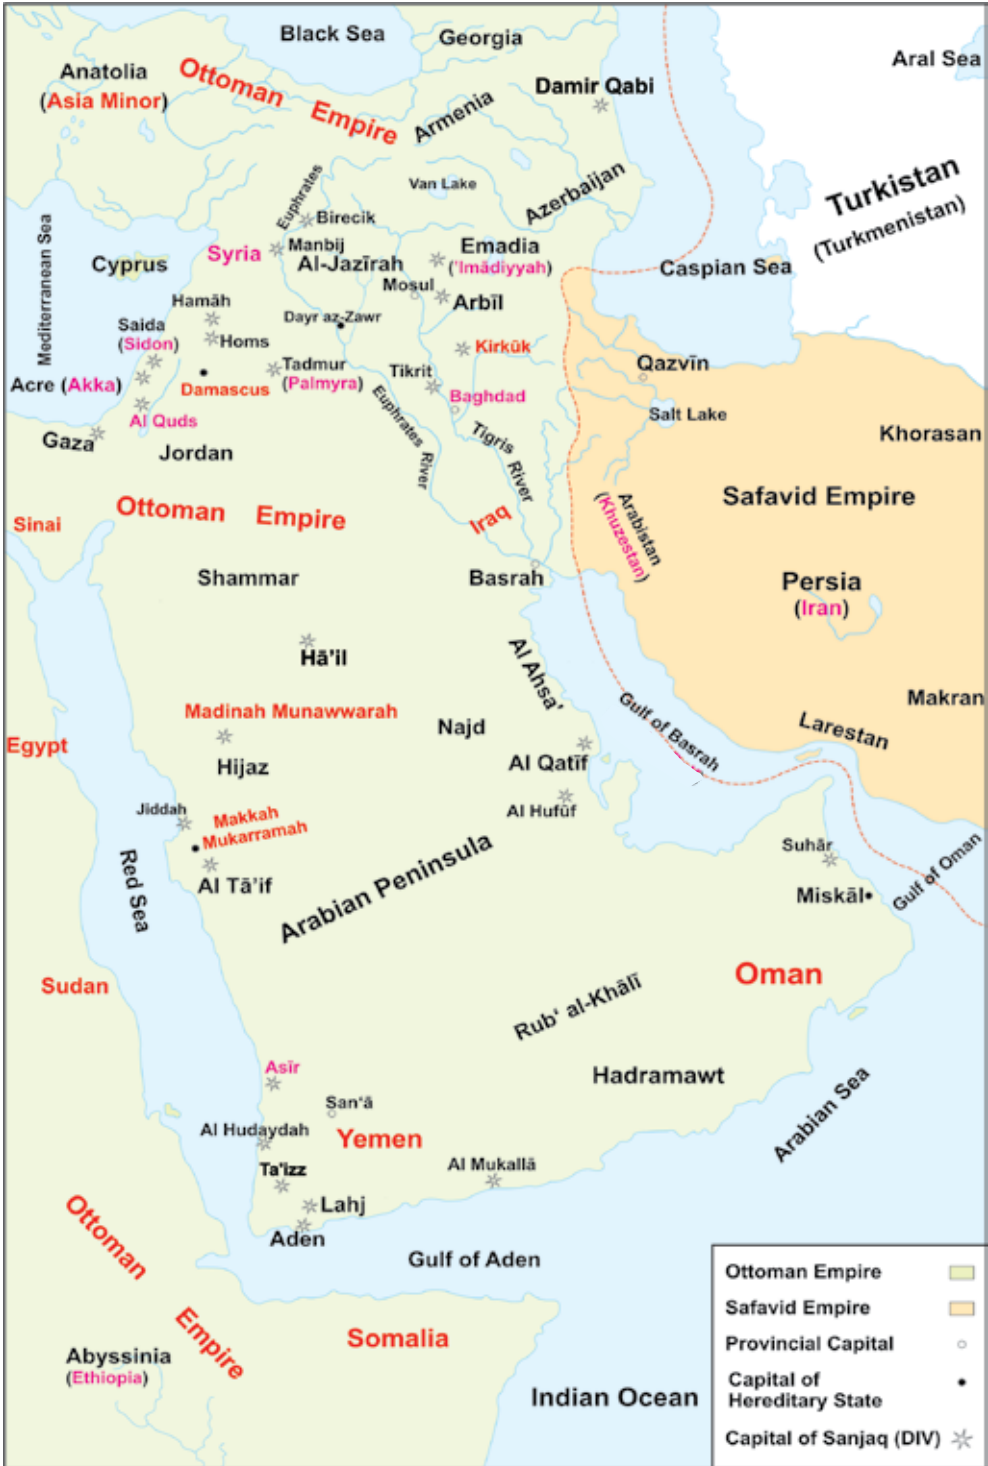 Black Sea
Georgia
Aral Sea
Anatolia
(Asia Minor)
Ottoman Empire
Armenia
Damir Qabi
Turkistan
(Turkmenistan)
Euphrates
Van Lake
Azerbaijan
Birecik
Mediterranean Sea
Syria
Manbij
Emadia
('Imādiyyah)
Cyprus
Al-Jazīrah
Caspian Sea
Mosul
Arbīl
Hamāh
Dayr az-Zawr
Saida
(Sidon)
Homs
Kirkūk
Qazvīn
Tadmur
(Palmyra)
Tikrit
Acre (Akka)
Damascus
Baghdad
Al Quds
Euphrates
River
Salt Lake
Gaza
Jordan
Tigris
River
Khorasan
Ottoman Empire
Safavid Empire
Sinai
Iraq
Arabistan
(Khuzestan)
Shammar
Basrah
Persia
(Iran)
Hā'il
Al Ahsa'
Madinah Munawwarah
Najd
Gulf of Basrah
Makran
Larestan
Egypt
Hijaz
Al Qatīf
Jiddah
Makkah
Mukarramah
Al Hufūf
Suhār
Red Sea
Al Tā'if
Arabian Peninsula
Miskāl
Gulf of Oman
Sudan
Oman
Rub‘ al-Khālī
Asīr
Hadramawt
San‘ā
Al Hudaydah
Yemen
Arabian Sea
Ta'izz
Al Mukallā
Lahj
Aden
Ottoman
Empire
Gulf of Aden
Somalia
Abyssinia
(Ethiopia)
Indian Ocean
Ottoman Empire
Safavid Empire
Provincial Capital
Capital of
Hereditary State
Capital of Sanjaq (DIV)